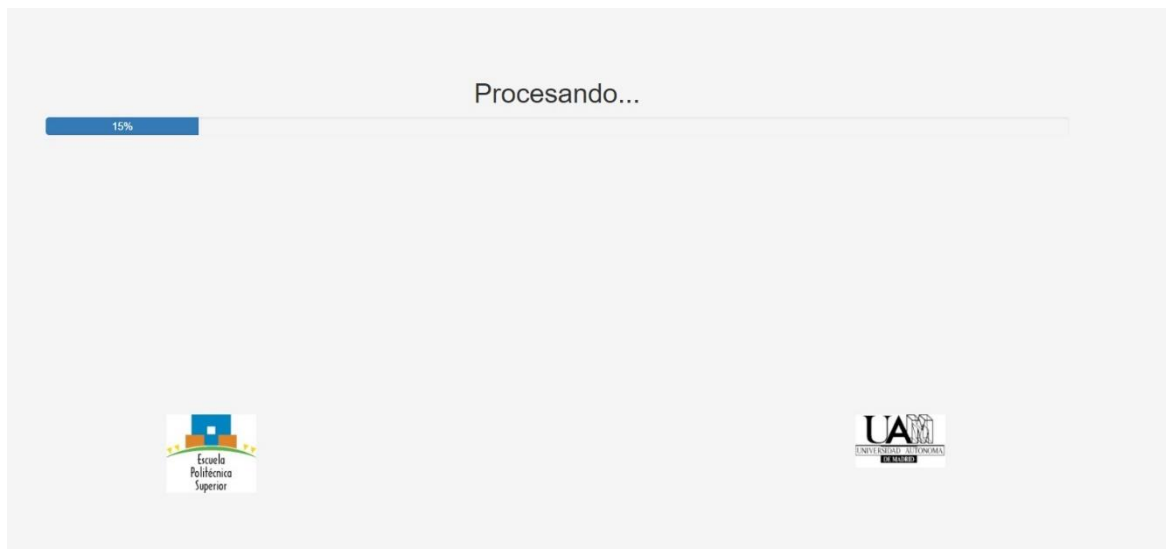 Procesando...
15%
Escuela
Politécnica
Superior
UAM
UNIVERSIDAD AUTONOMA
DE MADRID